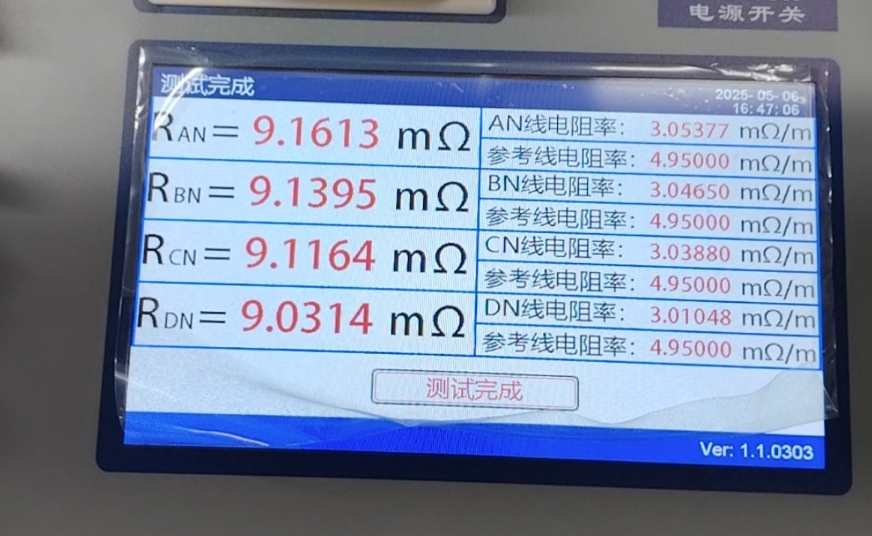 电源开关
测试完成
2025-05-06
16:47:06
RAN= 9.1613 mΩ
AN线电阻率: 3.05377 mΩ/m
参考线电阻率: 4.95000 mΩ/m
RBN= 9.1395 mΩ
BN线电阻率: 3.04650 mΩ/m
参考线电阻率: 4.95000 mΩ/m
RCN= 9.1164 mΩ
CN线电阻率: 3.03880 mΩ/m
参考线电阻率: 4.95000 mΩ/m
RDN= 9.0314 mΩ
DN线电阻率: 3.01048 mΩ/m
参考线电阻率: 4.95000 mΩ/m
测试完成
Ver: 1.1.0303